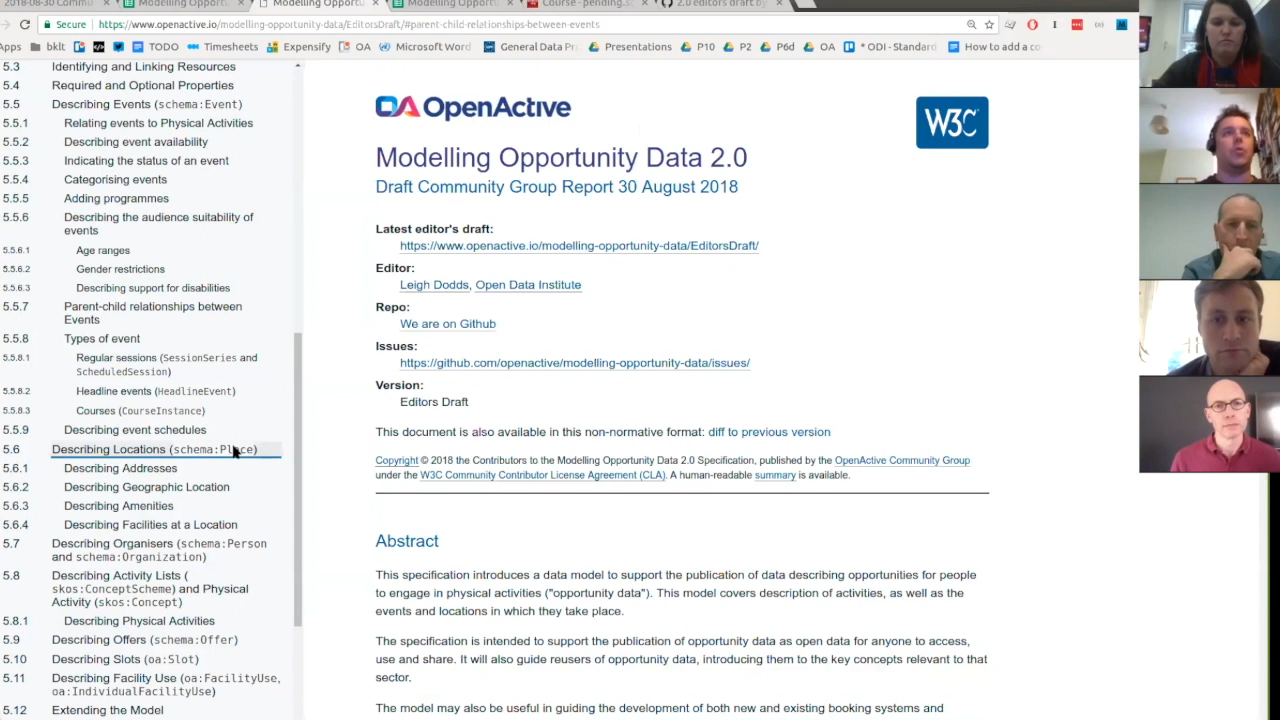 2018-08-30 Commu
Modelling Opportu
Modelling Opportu
Modelling Opportu
Course - pending.sc
2.0 editors draft by
Secure
https://www.openactive.io/modelling-opportunity-data/EditorsDraft/#parent-child-relationships-between-events
Apps
bklt
TODO
Timesheets
Expensify
OA
Microsoft Word
General Data Pr
Presentations
P10
P2
P6d
OA
* ODI - Standard
How to add a co
5.3 Identifying and Linking Resources
5.4 Required and Optional Properties
5.5 Describing Events (schema:Event)
5.5.1 Relating events to Physical Activities
5.5.2 Describing event availability
5.5.3 Indicating the status of an event
5.5.4 Categorising events
5.5.5 Adding programmes
5.5.6 Describing the audience suitability of
events
5.5.6.1 Age ranges
5.5.6.2 Gender restrictions
5.5.6.3 Describing support for disabilities
5.5.7 Parent-child relationships between
Events
5.5.8 Types of event
5.5.8.1 Regular sessions (SessionSeries and
ScheduledSession)
5.5.8.2 Headline events (HeadlineEvent)
5.5.8.3 Courses (CourseInstance)
5.5.9 Describing event schedules
5.6 Describing Locations (schema:Place)
5.6.1 Describing Addresses
5.6.2 Describing Geographic Location
5.6.3 Describing Amenities
5.6.4 Describing Facilities at a Location
5.7 Describing Organisers (schema:Person
and schema:Organization)
5.8 Describing Activity Lists (
skos:ConceptScheme) and Physical
Activity (skos:Concept)
5.8.1 Describing Physical Activities
5.9 Describing Offers (schema:Offer)
5.10 Describing Slots (oa:Slot)
5.11 Describing Facility Use (oa:FacilityUse,
oa:IndividualFacilityUse)
5.12 Extending the Model
OpenActive
W3C
Modelling Opportunity Data 2.0
Draft Community Group Report 30 August 2018
Latest editor's draft:
https://www.openactive.io/modelling-opportunity-data/EditorsDraft/
Editor:
Leigh Dodds, Open Data Institute
Repo:
We are on Github
Issues:
https://github.com/openactive/modelling-opportunity-data/issues/
Version:
Editors Draft
This document is also available in this non-normative format: diff to previous version
Copyright © 2018 the Contributors to the Modelling Opportunity Data 2.0 Specification, published by the OpenActive Community Group
under the W3C Community Contributor License Agreement (CLA). A human-readable summary is available.
Abstract
This specification introduces a data model to support the publication of data describing opportunities for people
to engage in physical activities ("opportunity data"). This model covers description of activities, as well as the
events and locations in which they take place.
The specification is intended to support the publication of opportunity data as open data for anyone to access,
use and share. It will also guide reusers of opportunity data, introducing them to the key concepts relevant to that
sector.
The model may also be useful in guiding the development of both new and existing booking systems and